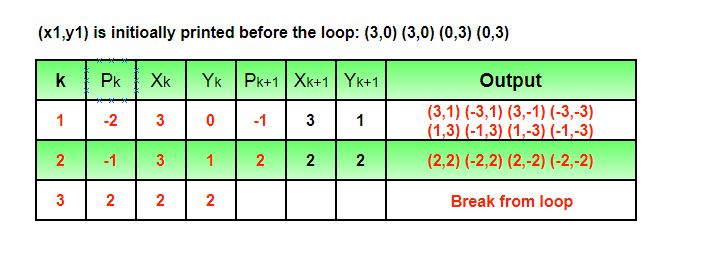 (x1,y1) is initioally printed before the loop: (3,0) (3,0) (0,3) (0,3)
k Pk Xk Yk Pk+1 Xk+1 Yk+1 Output
1 -2 3 0 -1 3 1 (3,1) (-3,1) (3,-1) (-3,-3)
(1,3) (-1,3) (1,-3) (-1,-3)
2 -1 3 1 2 2 2 (2,2) (-2,2) (2,-2) (-2,-2)
3 2 2 2 Break from loop